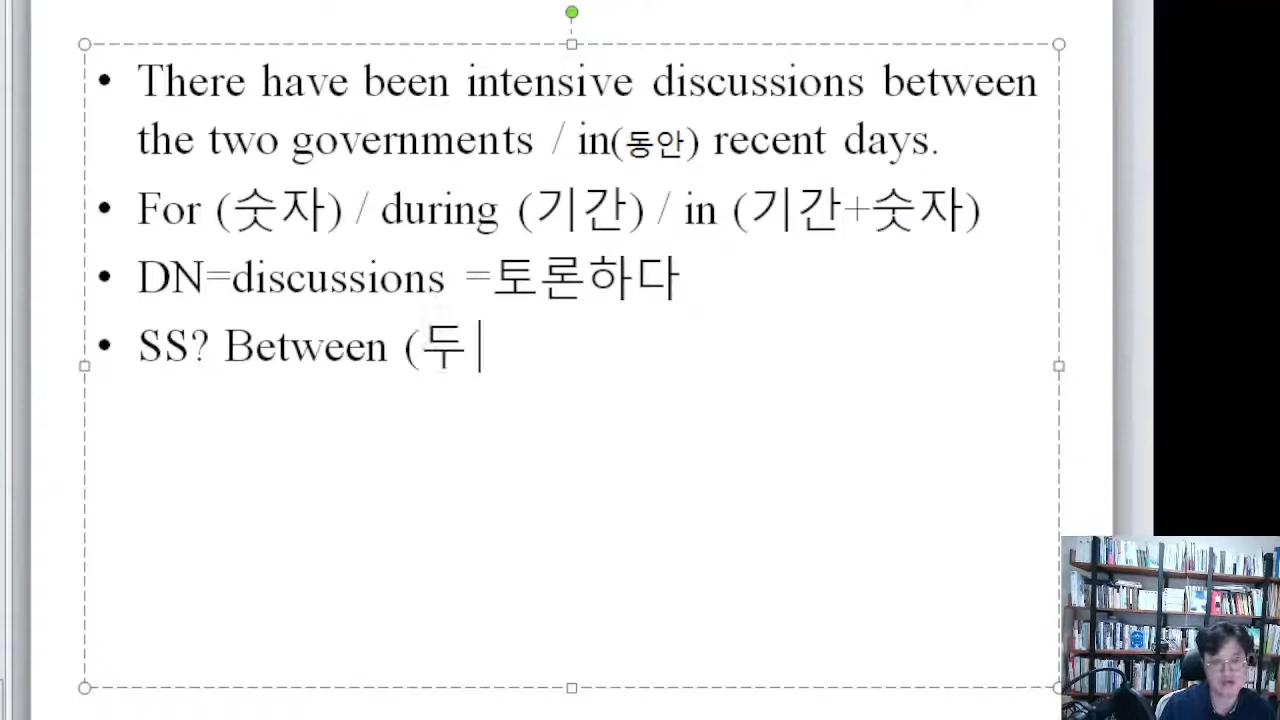 • There have been intensive discussions between
the two governments / in(동안) recent days.
• For (숫자) / during (기간) / in (기간+숫자)
• DN=discussions =토론하다
• SS? Between (두